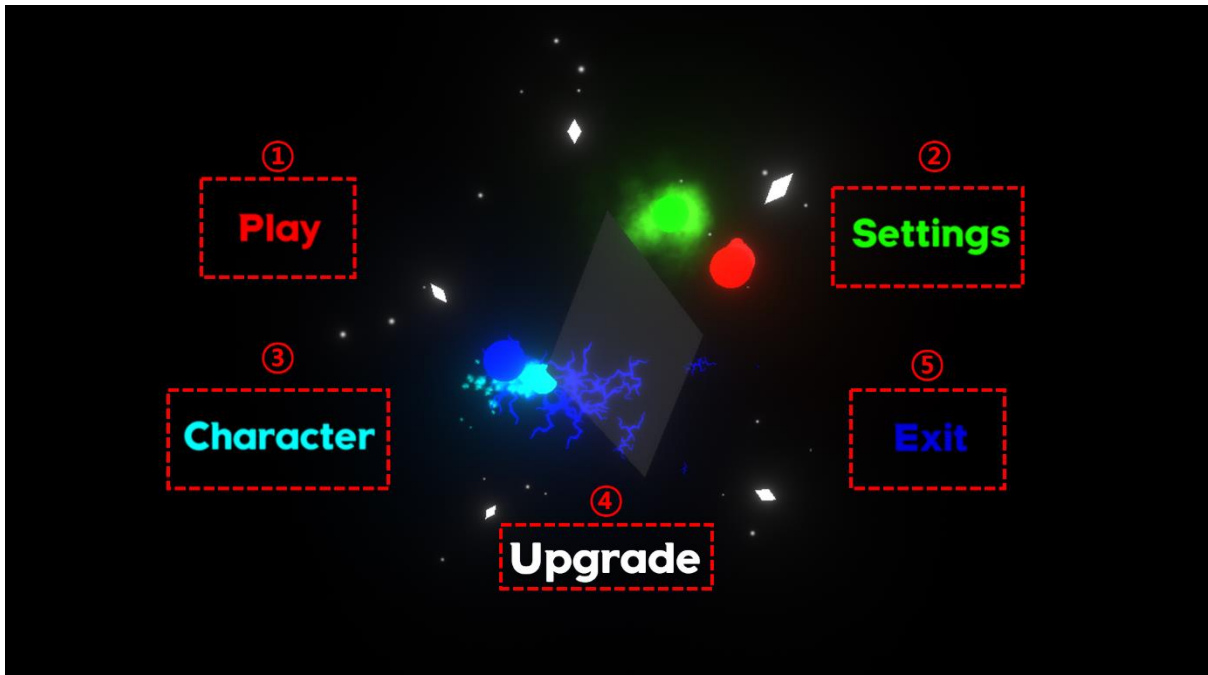 ①
Play
②
Settings
③
Character
④
Upgrade
⑤
Exit